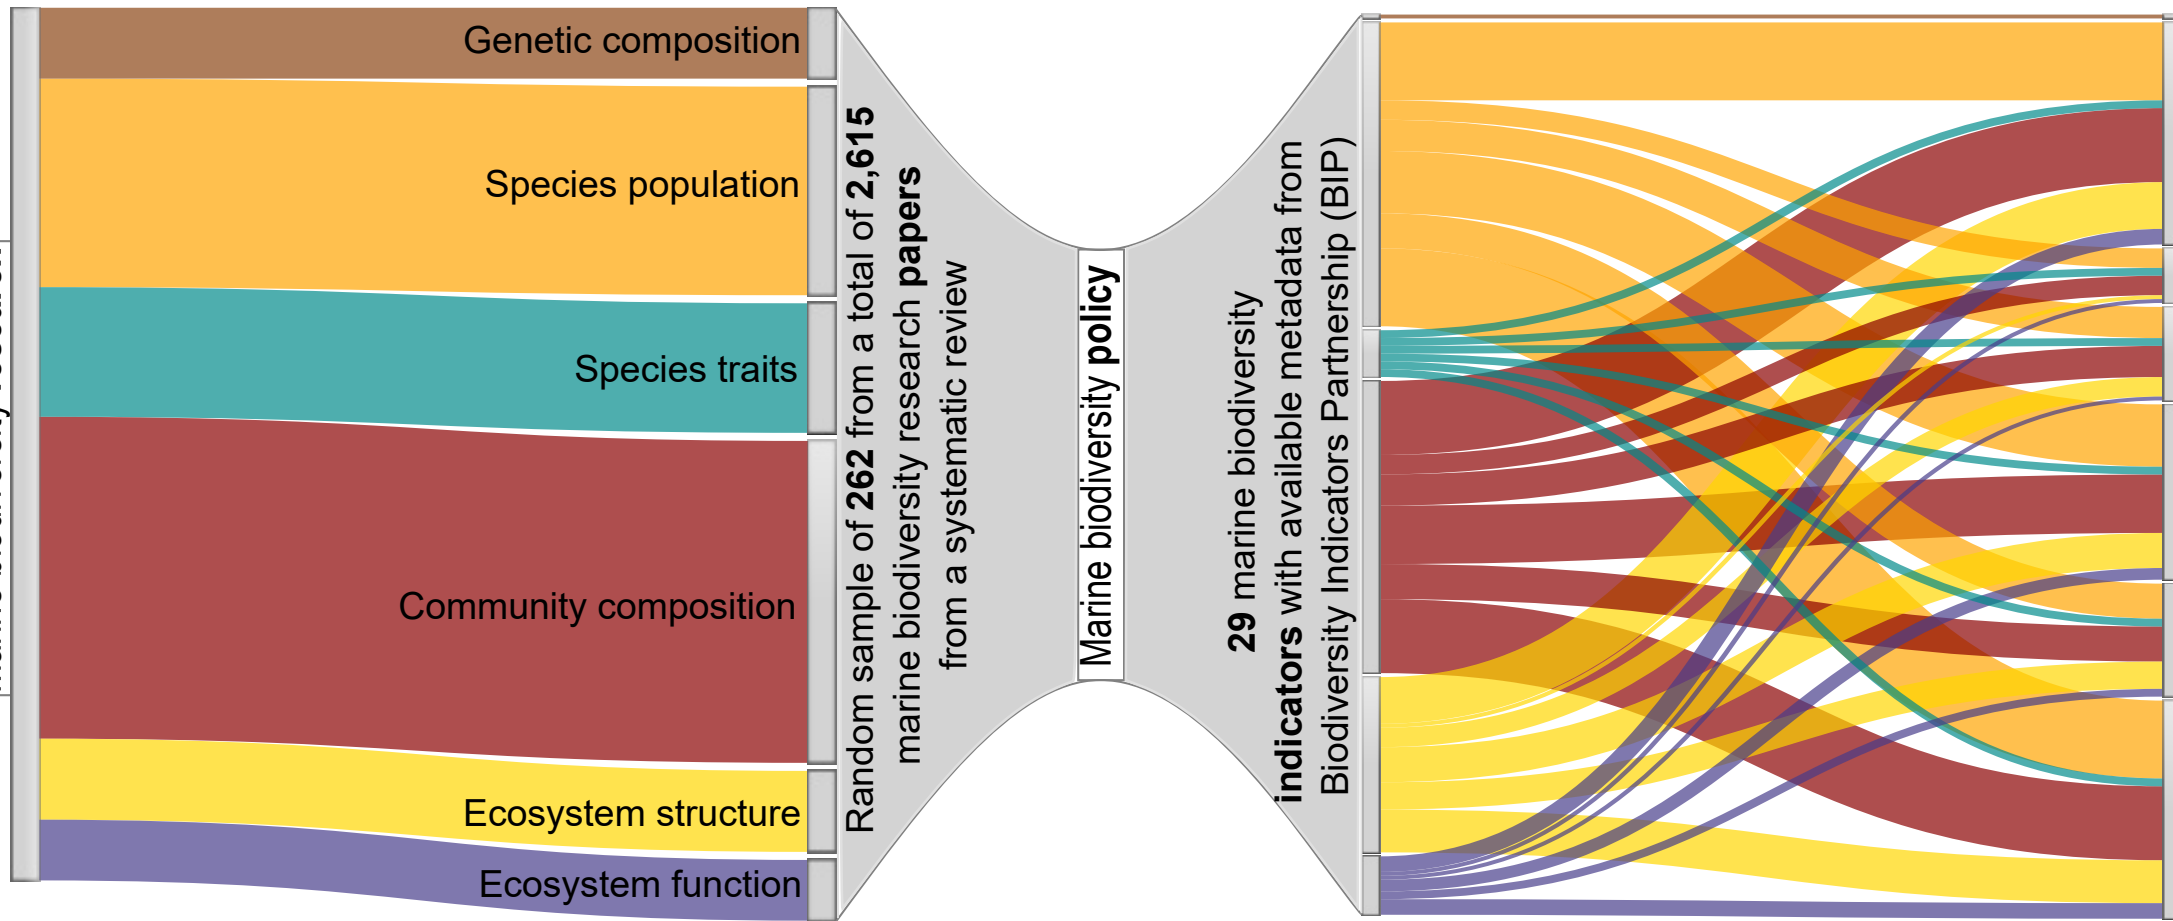 Genetic composition
Species population
Species traits
Community composition
Ecosystem structure
Ecosystem function
Random sample of 262 from a total of 2,615
marine biodiversity research papers
from a systematic review
Marine biodiversity policy
29 marine biodiversity
indicators with available metadata from
Biodiversity Indicators Partnership (BIP)